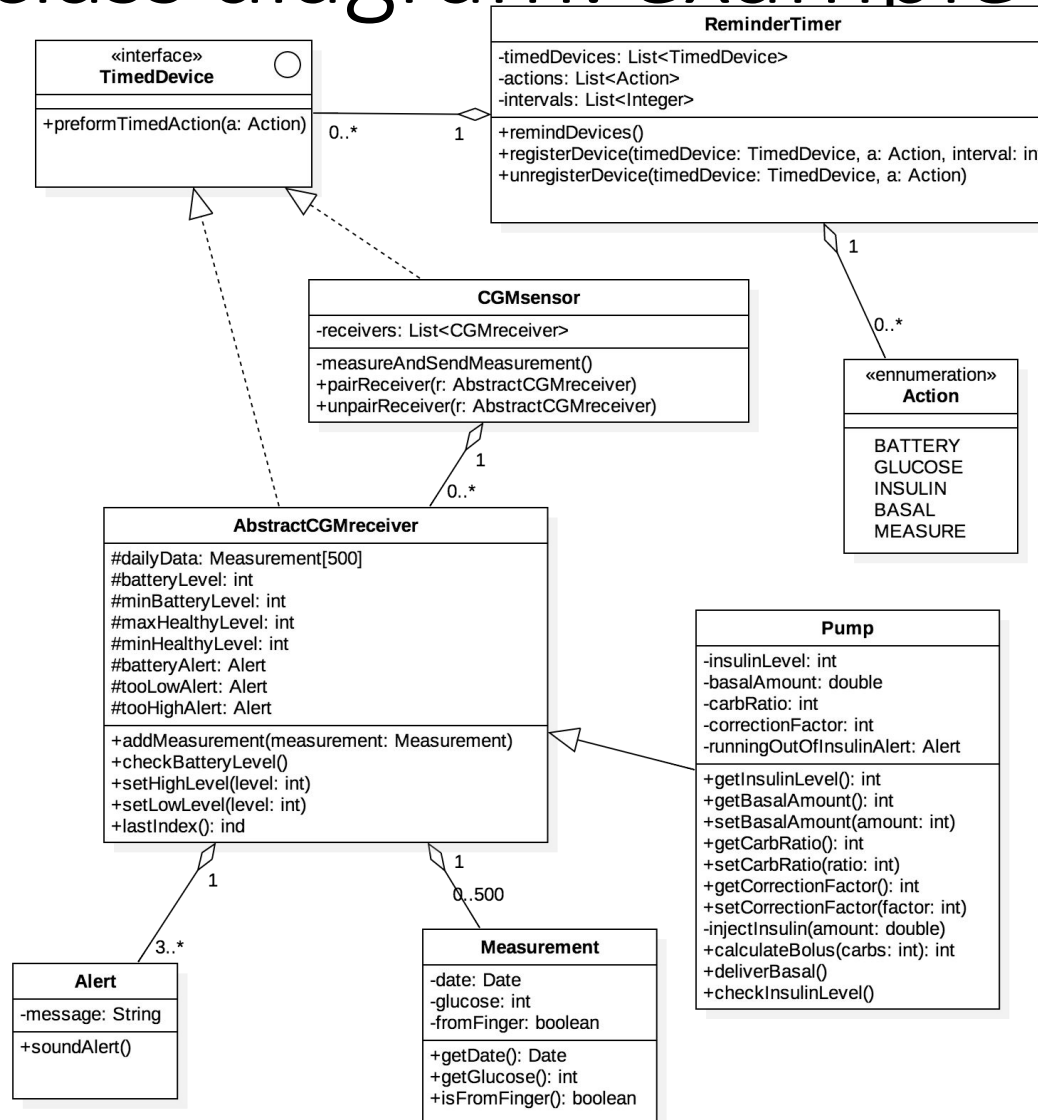 class diagram: example
«interface»
TimedDevice
+preformTimedAction(a: Action)
0..*
1
ReminderTimer
-timedDevices: List<TimedDevice>
-actions: List<Action>
-intervals: List<Integer>
+remindDevices()
+registerDevice(timedDevice: TimedDevice, a: Action, interval: in
+unregisterDevice(timedDevice: TimedDevice, a: Action)
1
0..*
CGMsensor
-receivers: List<CGMreceiver>
-measureAndSendMeasurement()
+pairReceiver(r: AbstractCGMreceiver)
+unpairReceiver(r: AbstractCGMreceiver)
1
0..*
«ennumeration»
Action
BATTERY
GLUCOSE
INSULIN
BASAL
MEASURE
AbstractCGMreceiver
#dailyData: Measurement[500]
#batteryLevel: int
#minBatteryLevel: int
#maxHealthyLevel: int
#minHealthyLevel: int
#batteryAlert: Alert
#tooLowAlert: Alert
#tooHighAlert: Alert
+addMeasurement(measurement: Measurement)
+checkBatteryLevel()
+setHighLevel(level: int)
+setLowLevel(level: int)
+lastIndex(): ind
Pump
-insulinLevel: int
-basalAmount: double
-carbRatio: int
-correctionFactor: int
-runningOutOfInsulinAlert: Alert
+getInsulinLevel(): int
+getBasalAmount(): int
+setBasalAmount(amount: int)
+getCarbRatio(): int
+setCarbRatio(ratio: int)
+getCorrectionFactor(): int
+setCorrectionFactor(factor: int)
-injectInsulin(amount: double)
+calculateBolus(carbs: int): int
+deliverBasal()
+checkInsulinLevel()
1
3..*
1
0..500
Alert
-message: String
+soundAlert()
Measurement
-date: Date
-glucose: int
-fromFinger: boolean
+getDate(): Date
+getGlucose(): int
+isFromFinger(): boolean